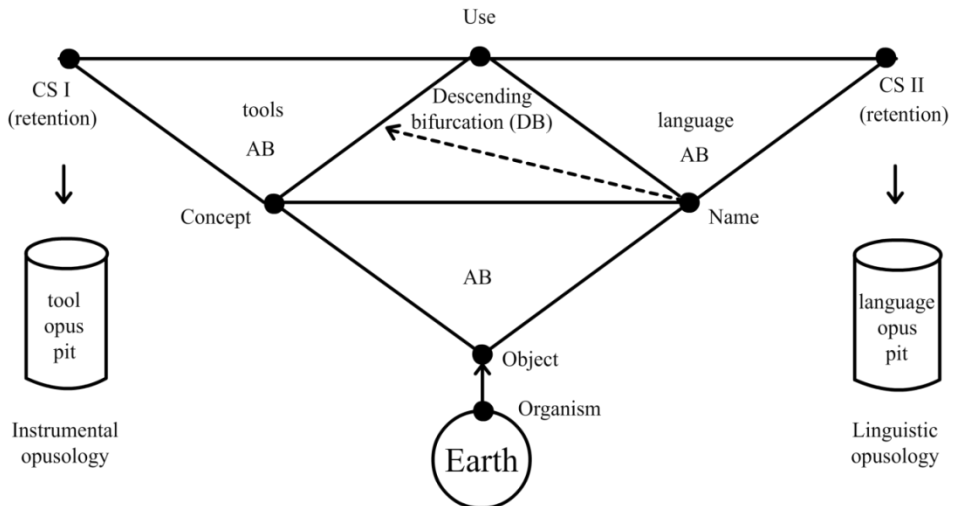 Use
CS I
(retention)
tools
AB
Descending
bifurcation (DB)
language
AB
CS II
(retention)
Concept
Name
AB
tool
opus
pit
language
opus
pit
Object
Organism
Earth
Instrumental
opusology
Linguistic
opusology